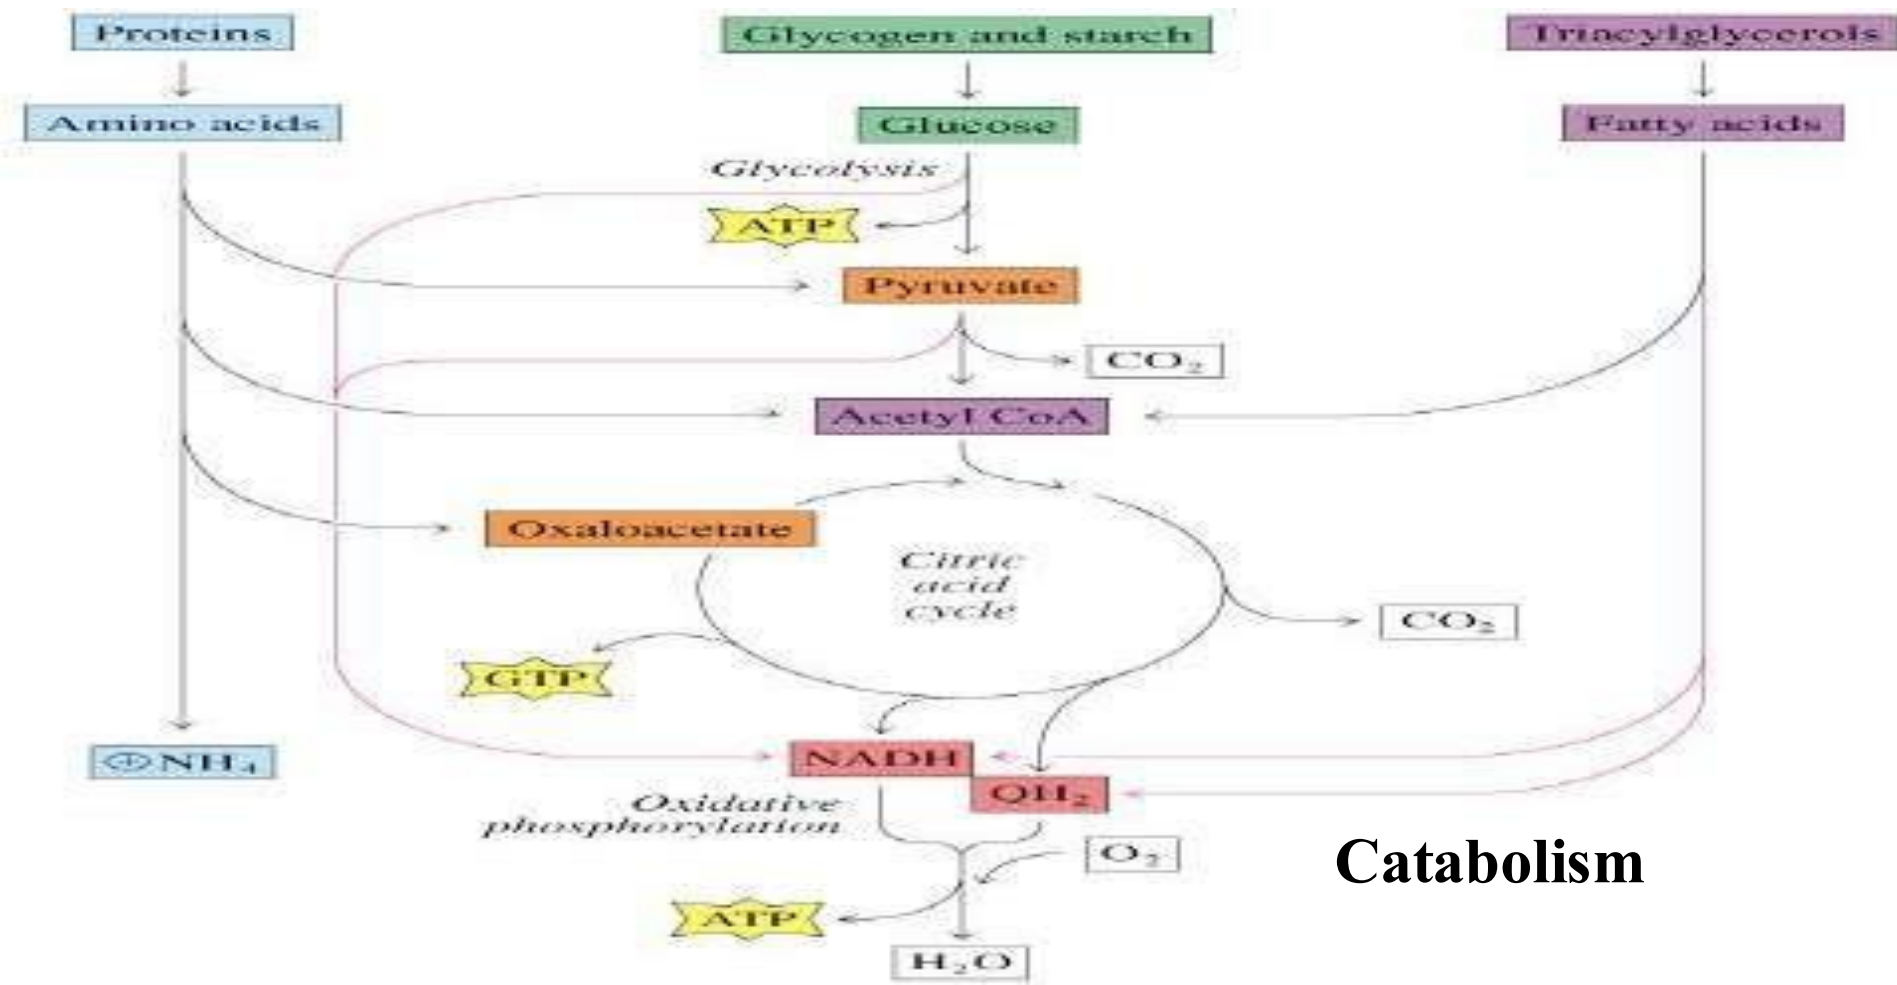 Proteins
Glycogen and starch
Triacylglycerols
Amino acids
Glucose
Fatty acids
Glycolysis
ATP
Pyruvate
CO₂
Acetyl CoA
Oxaloacetate
Citric
acid
cycle
CO₂
GTP
⊕NH₄
NADH
QH₂
Oxidative
phosphorylation
O₂
Catabolism
ATP
H₂O